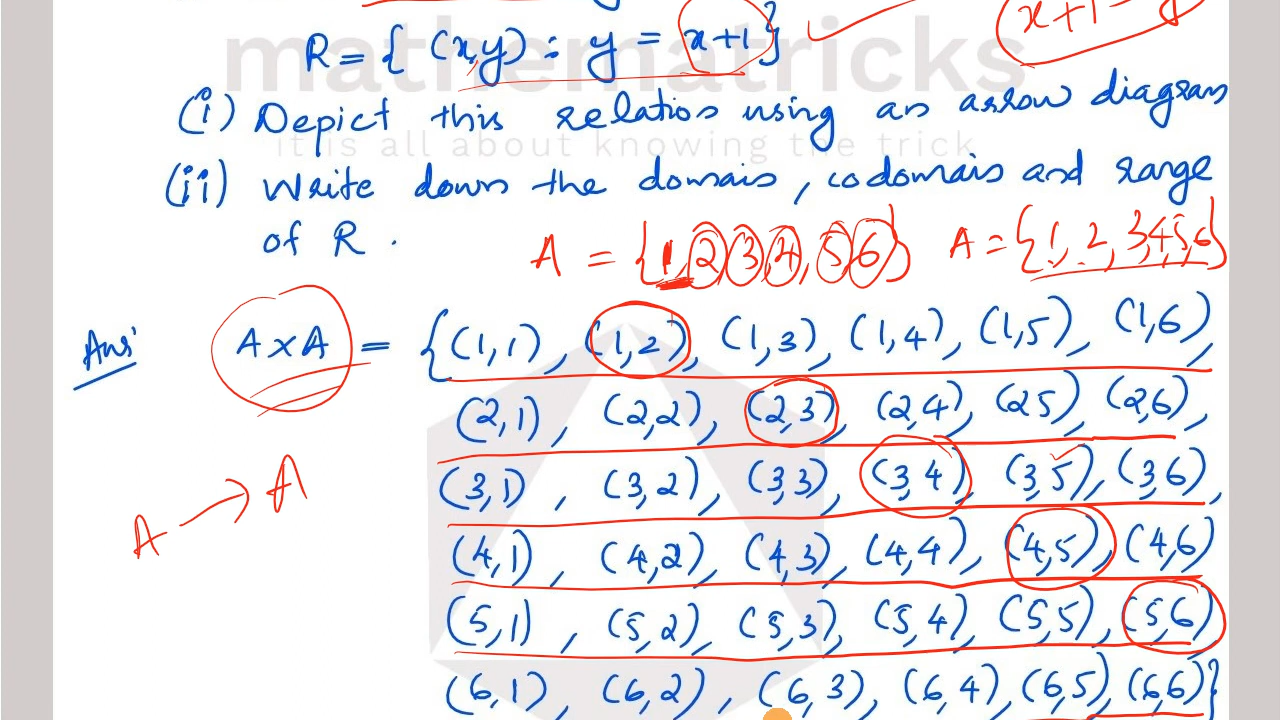 R = { (x,y) : y = x+1}
x+1 =
mathematricks
(i) Depict this relation using an arrow diagram
it is all about knowing the trick
(ii) Write down the domain, codomain and range
of R .
A = {1,2,3,4,5,6} A = {1,2,3,4,5,6}
Ans' A x A = {(1,1), (1,2), (1,3), (1,4), (1,5), (1,6),
(2,1), (2,2), (2,3), (2,4), (2 5), (2,6),
(3,1), (3,2), (3,3), (3,4), (3,5), (3,6),
A → A
(4,1), (4,2), (4,3), (4,4), (4,5), (4,6)
(5,1), (5,2), (5,3), (5,4), (5,5), (5,6)
(6,1), (6,2), (6,3), (6,4), (6,5), (6,6)}